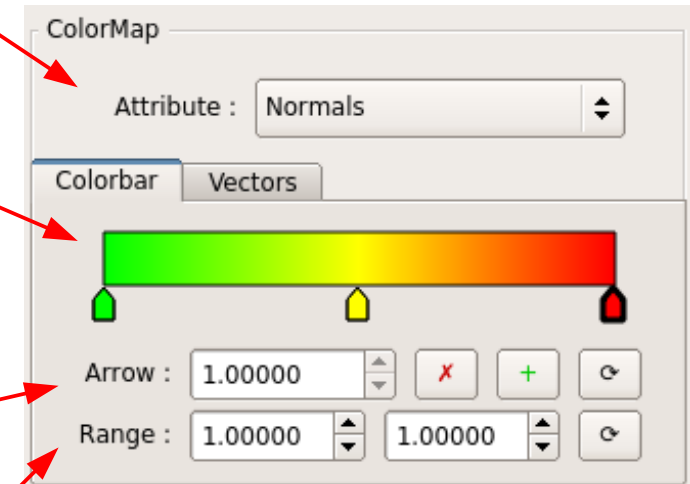 ColorMap
Attribute : Normals
Colorbar Vectors
Arrow : 1.00000 ✗ + ⟳
Range : 1.00000 1.00000 ⟳